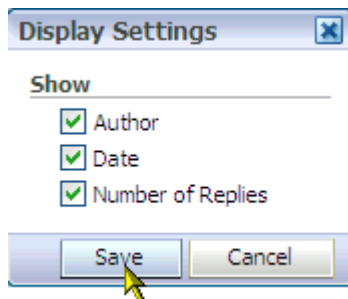 Display Settings
Show
Author
Date
Number of Replies
Save
Cancel